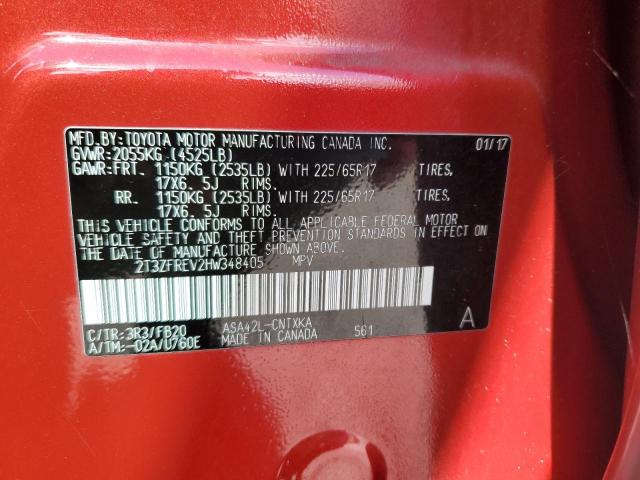 MFD.BY:TOYOTA MOTOR MANUFACTURING CANADA INC. 01/17
GVWR:2055KG (4525LB)
GAWR:FRT. 1150KG (2535LB) WITH 225/65R17 TIRES,
17X6. 5J RIMS.
RR. 1150KG (2535LB) WITH 225/65R17 TIRES,
17X6. 5J RIMS.
THIS VEHICLE CONFORMS TO ALL APPLICABLE FEDERAL MOTOR
VEHICLE SAFETY AND THEFT PREVENTION STANDARDS IN EFFECT ON
THE DATE OF MANUFACTURE SHOWN ABOVE.
2T3ZFREV2HW348405 MPV
C/TR:3R3/FB20 ASA42L-CNTXKA A
A/TM:-02A/U760E MADE IN CANADA 561